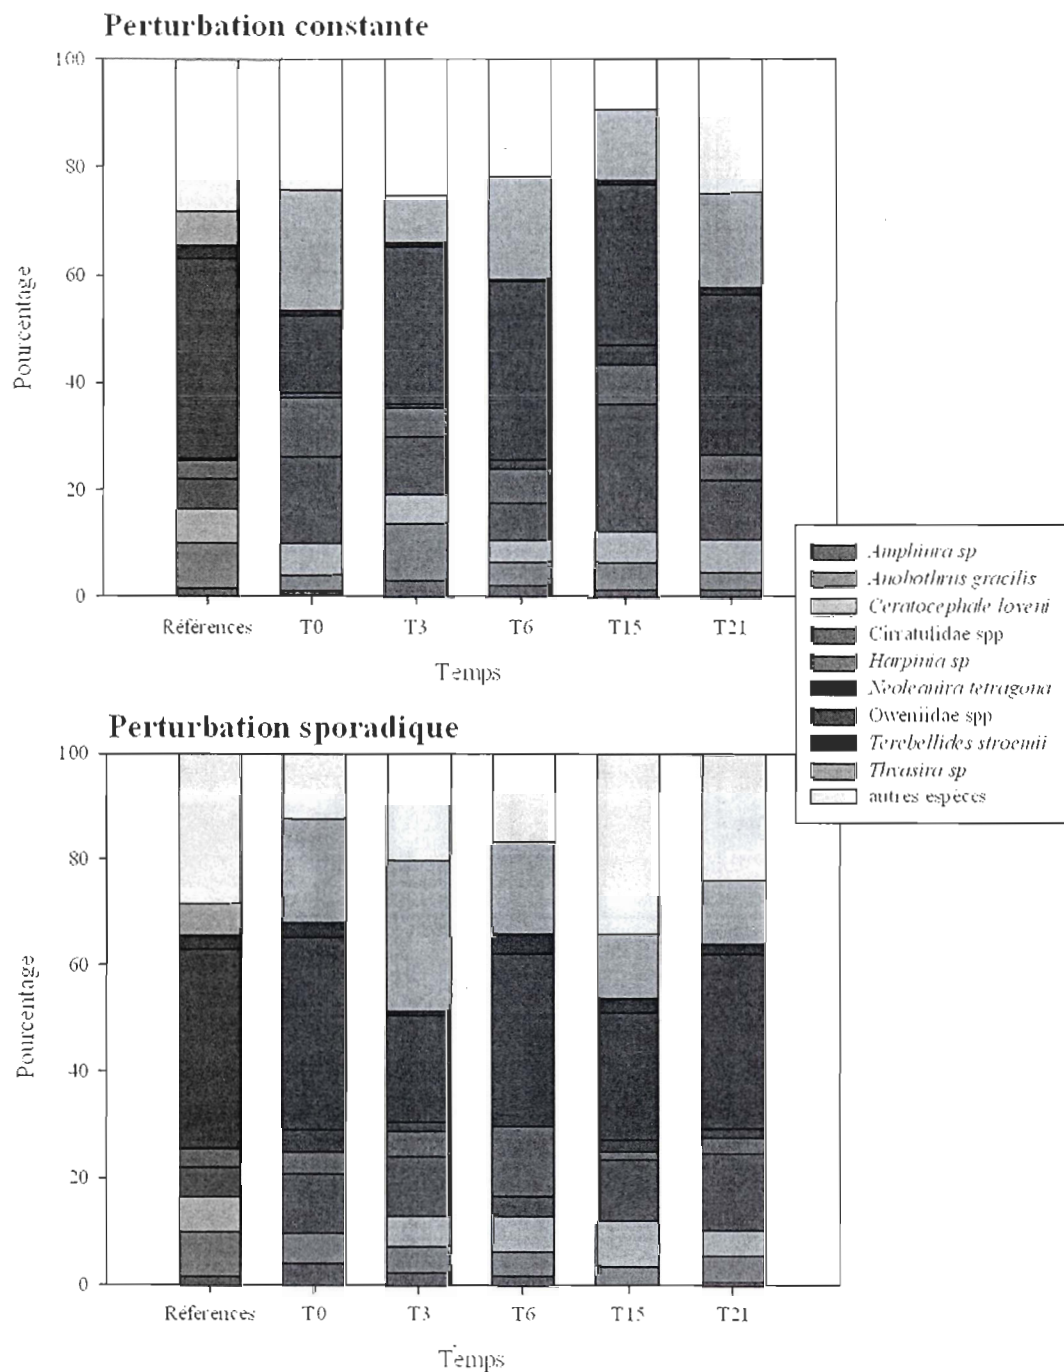 Perturbation constante
100
80
60
40
20
0
Pourcentage
Références T0 T3 T6 T15 T21
Temps
Amphiura sp
Anobothrus gracilis
Ceratocephale loveni
Cirratulidae spp
Harpinia sp
Neoleanira tetragona
Oweniidae spp
Terebellides stroemii
Thyasira sp
autres espèces
Perturbation sporadique
100
80
60
40
20
0
Pourcentage
Références T0 T3 T6 T15 T21
Temps